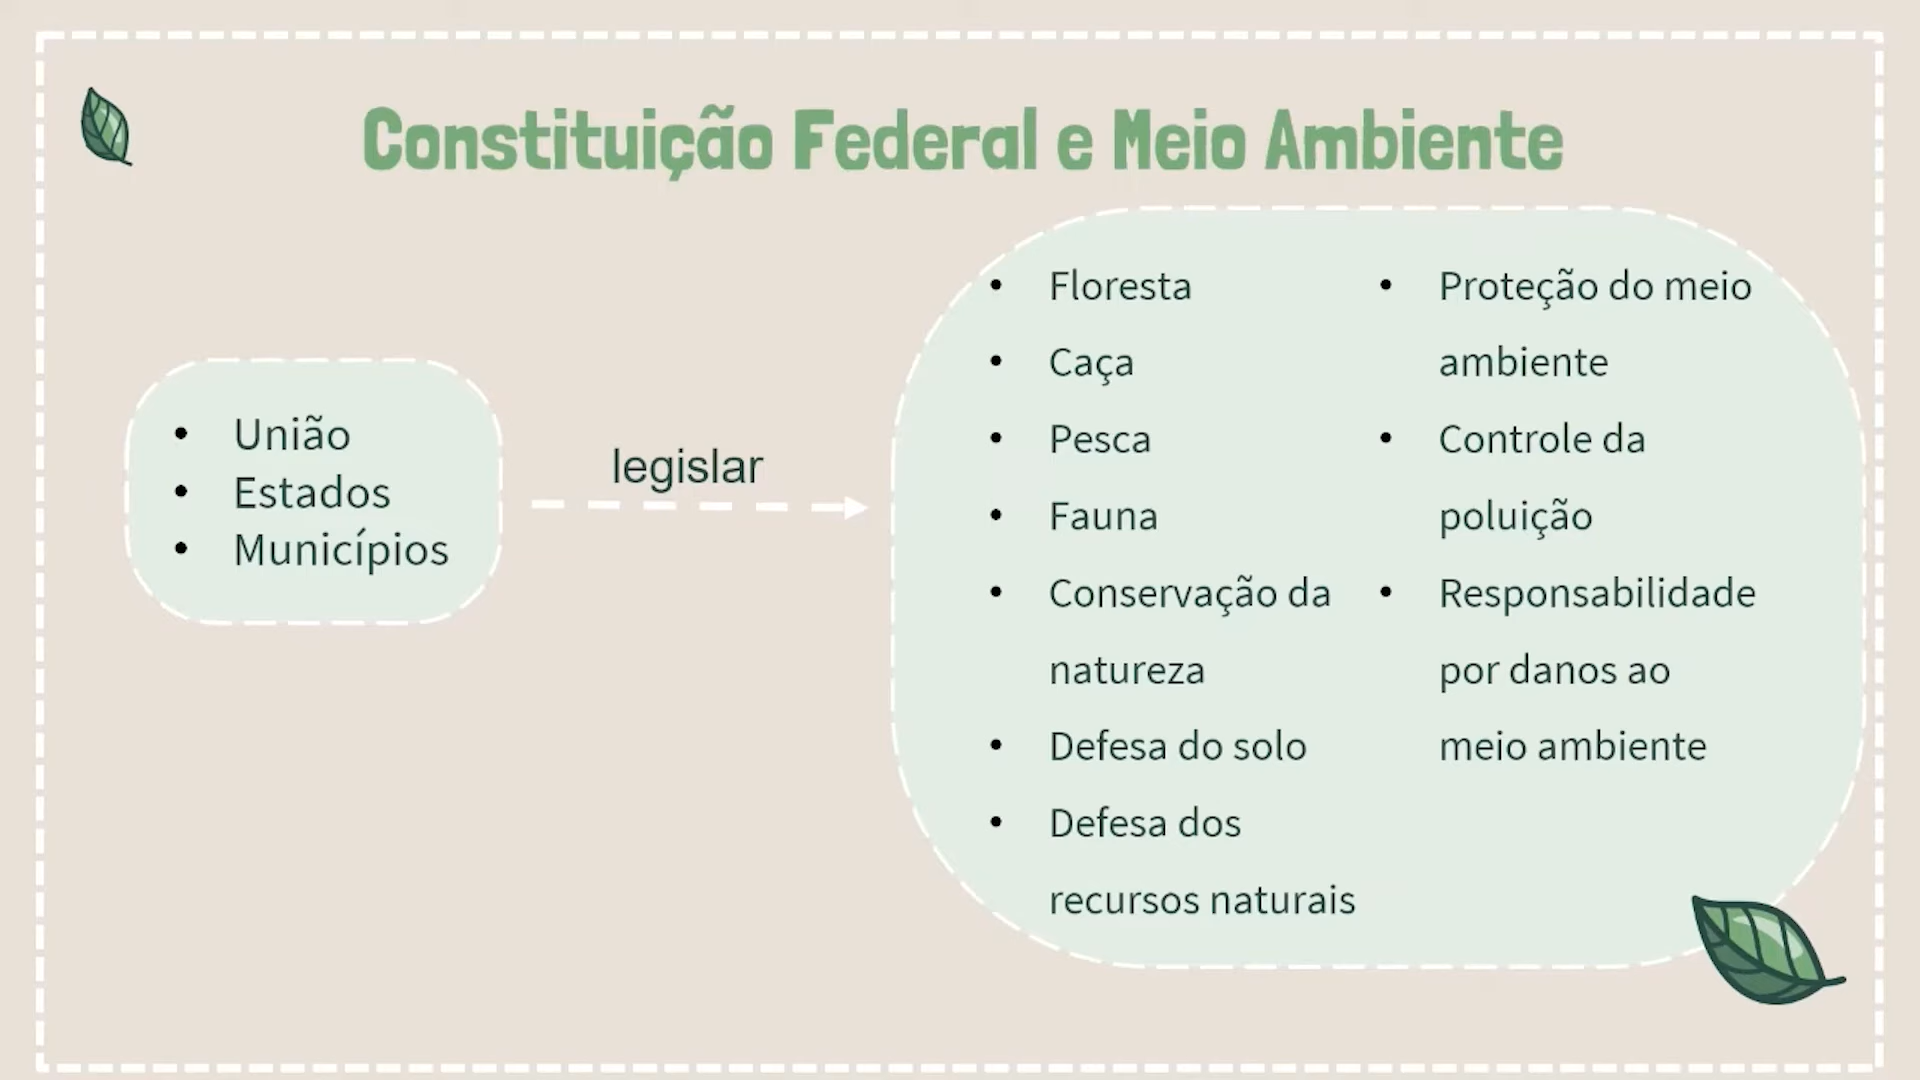 Constituição Federal e Meio Ambiente
• União
• Estados
• Municípios
legislar
• Floresta
• Caça
• Pesca
• Fauna
• Conservação da
natureza
• Defesa do solo
• Defesa dos
recursos naturais
• Proteção do meio
ambiente
• Controle da
poluição
• Responsabilidade
por danos ao
meio ambiente